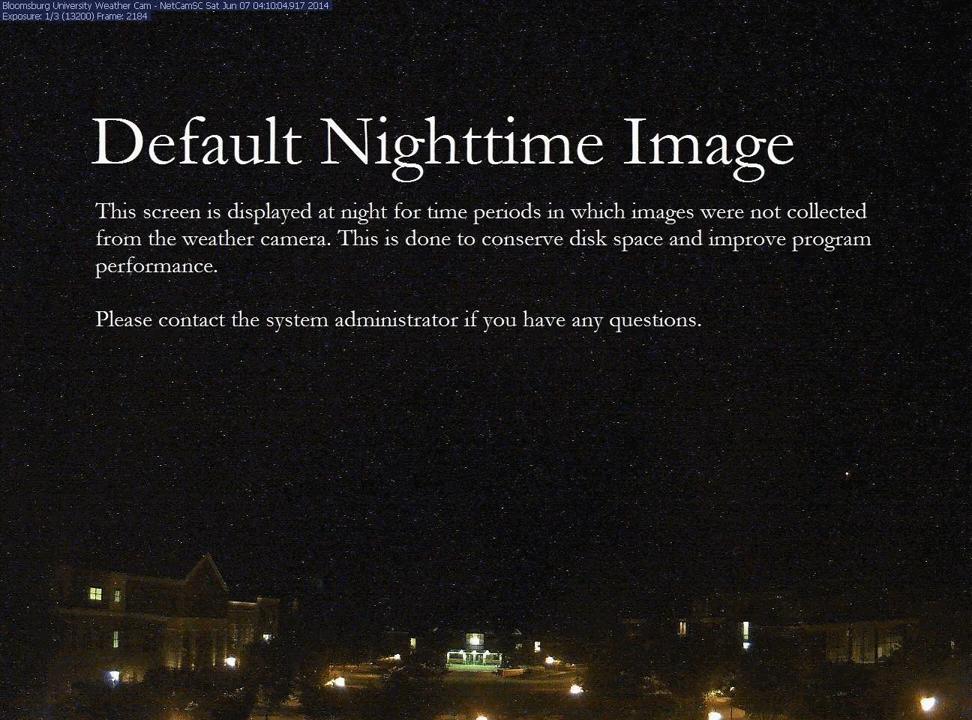 Bloomsburg University Weather Cam - NetCamSC Sat Jun 07 04:10:04.917 2014
Exposure: 1/3 (13200) Frame: 2184
Default Nighttime Image
This screen is displayed at night for time periods in which images were not collected
from the weather camera. This is done to conserve disk space and improve program
performance.
Please contact the system administrator if you have any questions.